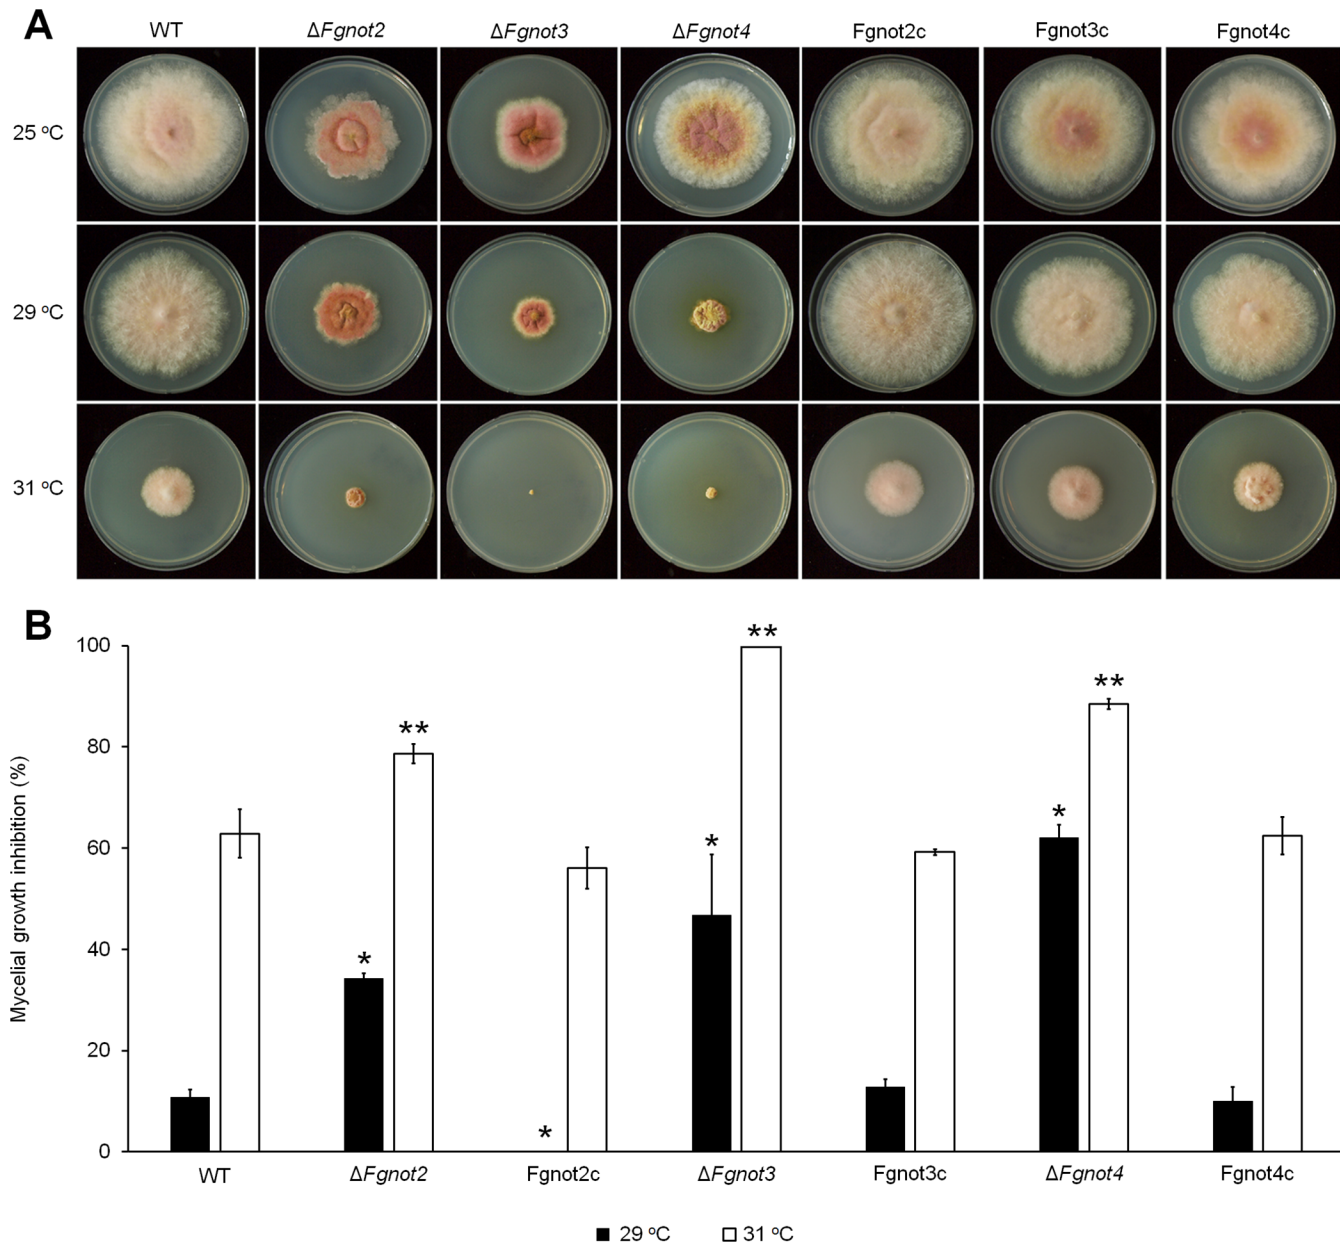 A
WT ΔFgnot2 ΔFgnot3 ΔFgnot4 Fgnot2c Fgnot3c Fgnot4c
25 ºC
29 ºC
31 ºC
B
Mycelial growth inhibition (%)
100
80
60
40
20
0
** ** **
* * * *
WT ΔFgnot2 Fgnot2c ΔFgnot3 Fgnot3c ΔFgnot4 Fgnot4c
29 ºC 31 ºC